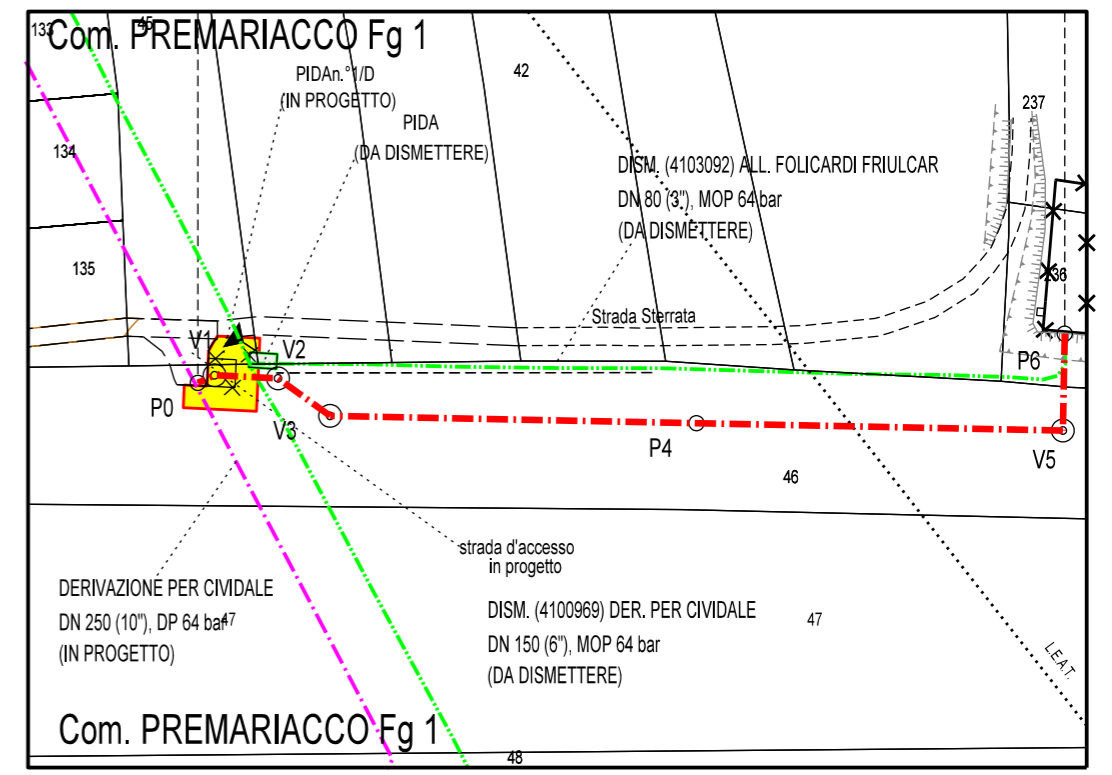 133
45
Com. PREMARIACCO Fg 1
PIDAn.°1/D
(IN PROGETTO)
42
237
PIDA
(DA DISMETTERE)
134
DISM. (4103092) ALL. FOLICARDI FRIULCAR
DN 80 (3"), MOP 64 bar
(DA DISMETTERE)
135
236
Strada Sterrata
V1
V2
P6
P0
V3
P4
V5
46
strada d'accesso
in progetto
DERIVAZIONE PER CIVIDALE
DN 250 (10"), DP 64 bar
47
(IN PROGETTO)
DISM. (4100969) DER. PER CIVIDALE
DN 150 (6"), MOP 64 bar
(DA DISMETTERE)
47
L.E.A.T.
Com. PREMARIACCO Fg 1
48